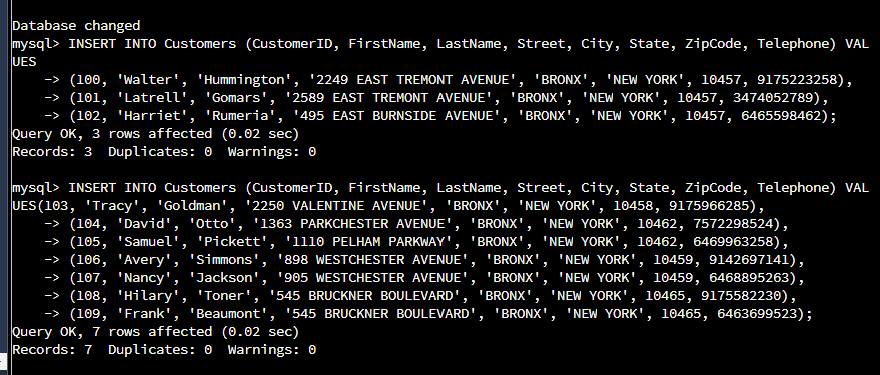 Database changed
mysql> INSERT INTO Customers (CustomerID, FirstName, LastName, Street, City, State, ZipCode, Telephone) VAL
UES
    -> (100, 'Walter', 'Hummington', '2249 EAST TREMONT AVENUE', 'BRONX', 'NEW YORK', 10457, 9175223258),
    -> (101, 'Latrell', 'Gomars', '2589 EAST TREMONT AVENUE', 'BRONX', 'NEW YORK', 10457, 3474052789),
    -> (102, 'Harriet', 'Rumeria', '495 EAST BURNSIDE AVENUE', 'BRONX', 'NEW YORK', 10457, 6465598462);
Query OK, 3 rows affected (0.02 sec)
Records: 3  Duplicates: 0  Warnings: 0
mysql> INSERT INTO Customers (CustomerID, FirstName, LastName, Street, City, State, ZipCode, Telephone) VAL
UES(103, 'Tracy', 'Goldman', '2250 VALENTINE AVENUE', 'BRONX', 'NEW YORK', 10458, 9175966285),
    -> (104, 'David', 'Otto', '1363 PARKCHESTER AVENUE', 'BRONX', 'NEW YORK', 10462, 7572298524),
    -> (105, 'Samuel', 'Pickett', '1110 PELHAM PARKWAY', 'BRONX', 'NEW YORK', 10462, 6469963258),
    -> (106, 'Avery', 'Simmons', '898 WESTCHESTER AVENUE', 'BRONX', 'NEW YORK', 10459, 9142697141),
    -> (107, 'Nancy', 'Jackson', '905 WESTCHESTER AVENUE', 'BRONX', 'NEW YORK', 10459, 6468895263),
    -> (108, 'Hilary', 'Toner', '545 BRUCKNER BOULEVARD', 'BRONX', 'NEW YORK', 10465, 9175582230),
    -> (109, 'Frank', 'Beaumont', '545 BRUCKNER BOULEVARD', 'BRONX', 'NEW YORK', 10465, 6463699523);
Query OK, 7 rows affected (0.02 sec)
Records: 7  Duplicates: 0  Warnings: 0